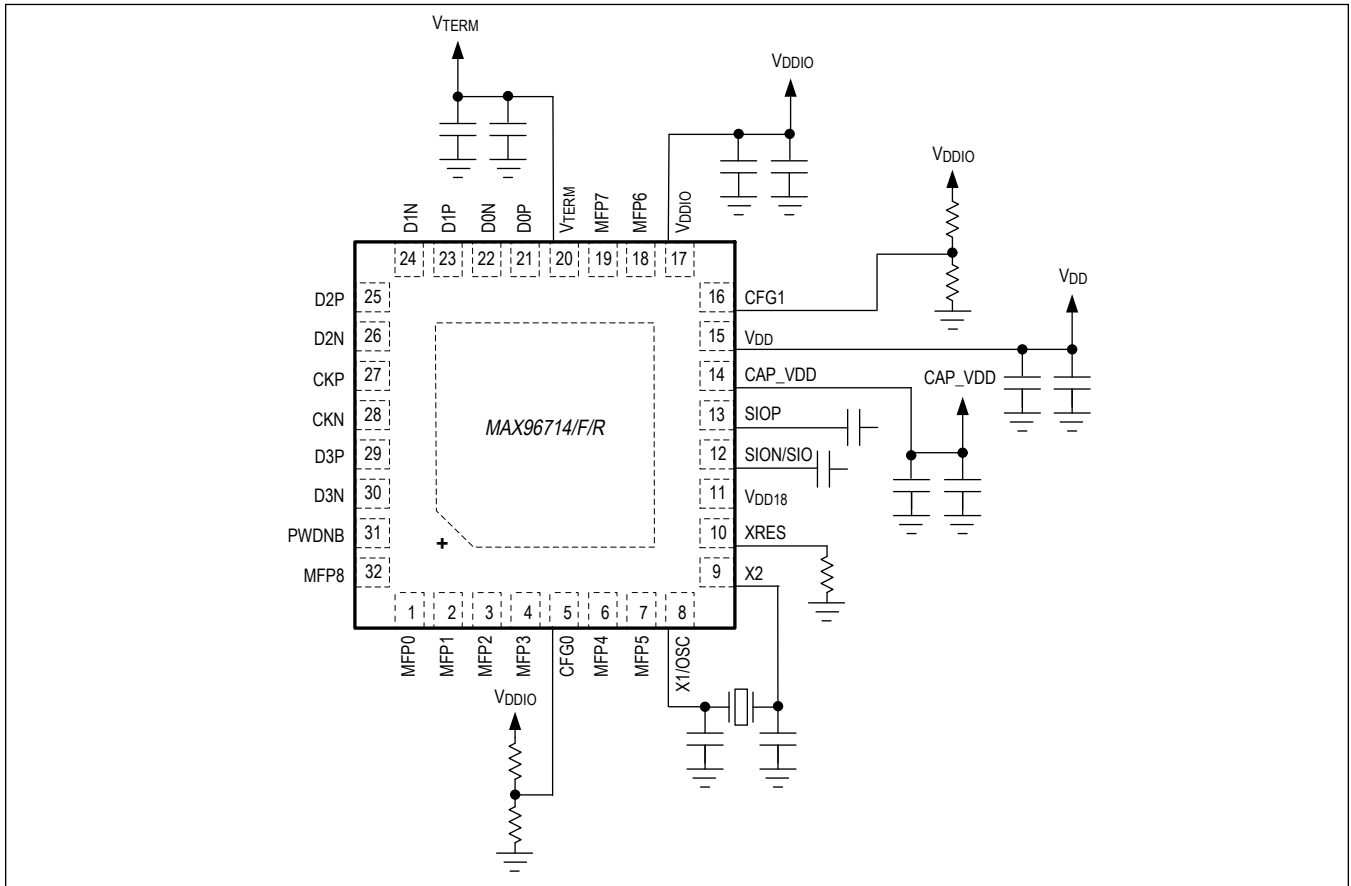 VTERM
VDDIO
VDDIO
D1N
D1P
D0N
D0P
VTERM
MFP7
MFP6
VDDIO
24 23 22 21 20 19 18 17
D2P 25
D2N 26
CKP 27
CKN 28
D3P 29
D3N 30
PWDNB 31
MFP8 32
MAX96714/F/R
+
16 CFG1
15 VDD
VDD
14 CAP_VDD
CAP_VDD
13 SIOP
12 SION/SIO
11 VDD18
10 XRES
9 X2
1 2 3 4 5 6 7 8
MFP0
MFP1
MFP2
MFP3
CFG0
MFP4
MFP5
X1/OSC
VDDIO